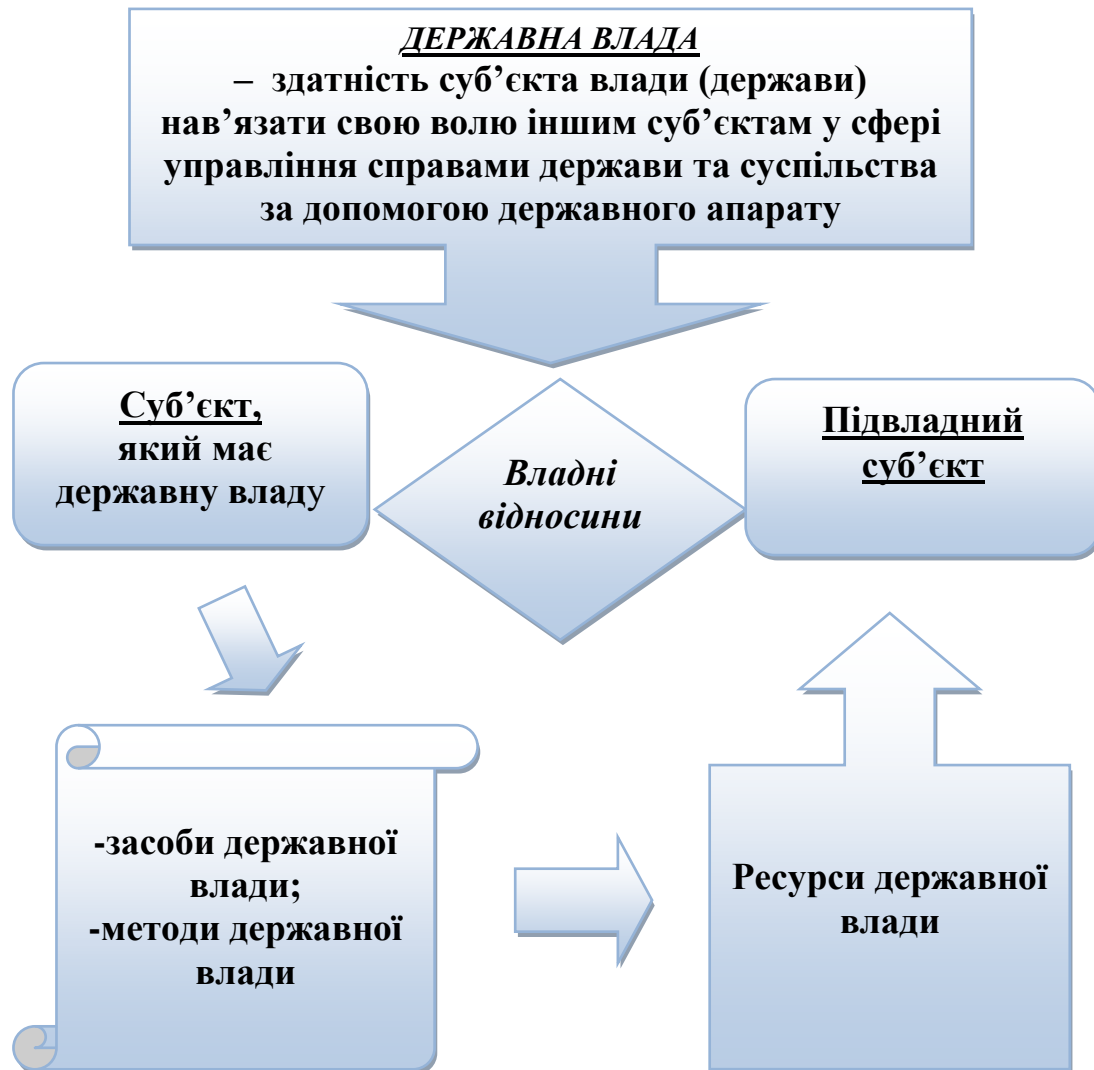 ДЕРЖАВНА ВЛАДА
– здатність суб’єкта влади (держави)
нав’язати свою волю іншим суб’єктам у сфері
управління справами держави та суспільства
за допомогою державного апарату
Суб’єкт,
який має
державну владу
Владні
відносини
Підвладний
суб’єкт
-засоби державної
влади;
-методи державної
влади
Ресурси державної
влади